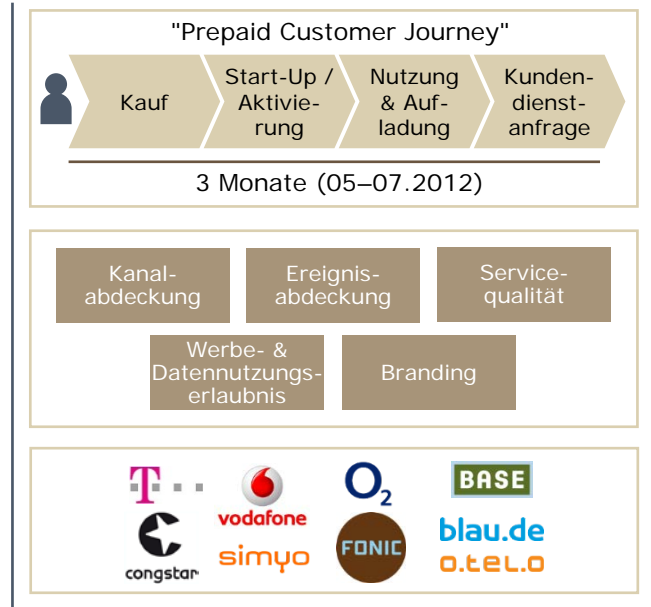 "Prepaid Customer Journey"
Kauf
Start-Up /
Aktivie-
rung
Nutzung
& Auf-
ladung
Kunden-
dienst-
anfrage
3 Monate (05–07.2012)
Kanal-
abdeckung
Ereignis-
abdeckung
Service-
qualität
Werbe- &
Datennutzungs-
erlaubnis
Branding
T
vodafone
O2
BASE
congstar
simyo
FONIC
blau.de
o.tel.o